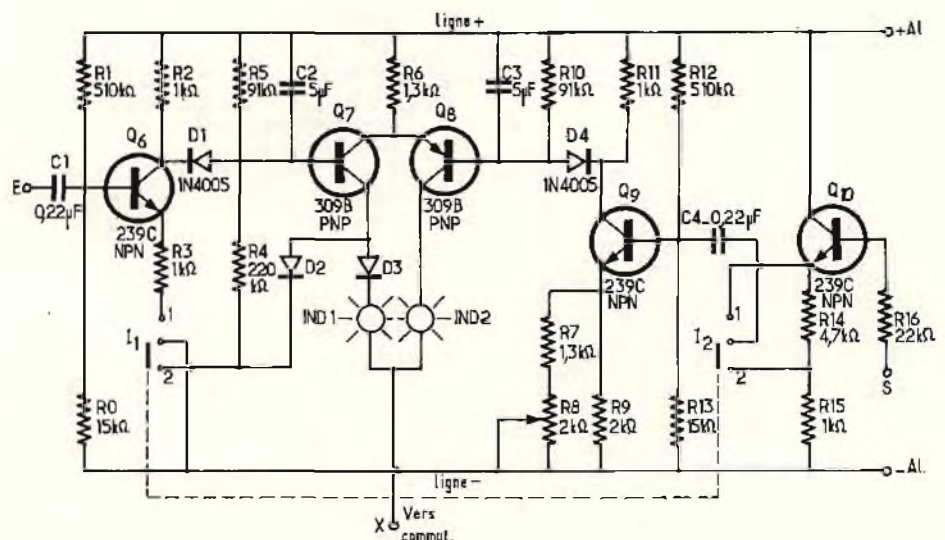 ligne+
+Al.
R1
510kΩ
R2
1kΩ
R5
91kΩ
C2
5µF
R6
1,3kΩ
C3
5µF
R10
91kΩ
R11
1kΩ
R12
510kΩ
Q6
D1
1N4005
Q7
Q8
D4
1N4005
Q9
Q10
E
C1
0,22µF
239C
NPN
309B
PNP
309B
PNP
C4_0,22µF
239C
NPN
239C
NPN
R3
1kΩ
R4
220
kΩ
D2
D3
IND1
IND2
R7
1,3kΩ
R14
4,7kΩ
R16
22kΩ
I1
1
2
I2
1
2
S
R0
15kΩ
R8
2kΩ
R9
2kΩ
R13
15kΩ
R15
1kΩ
ligne-
-Al.
X
Vers
commut.